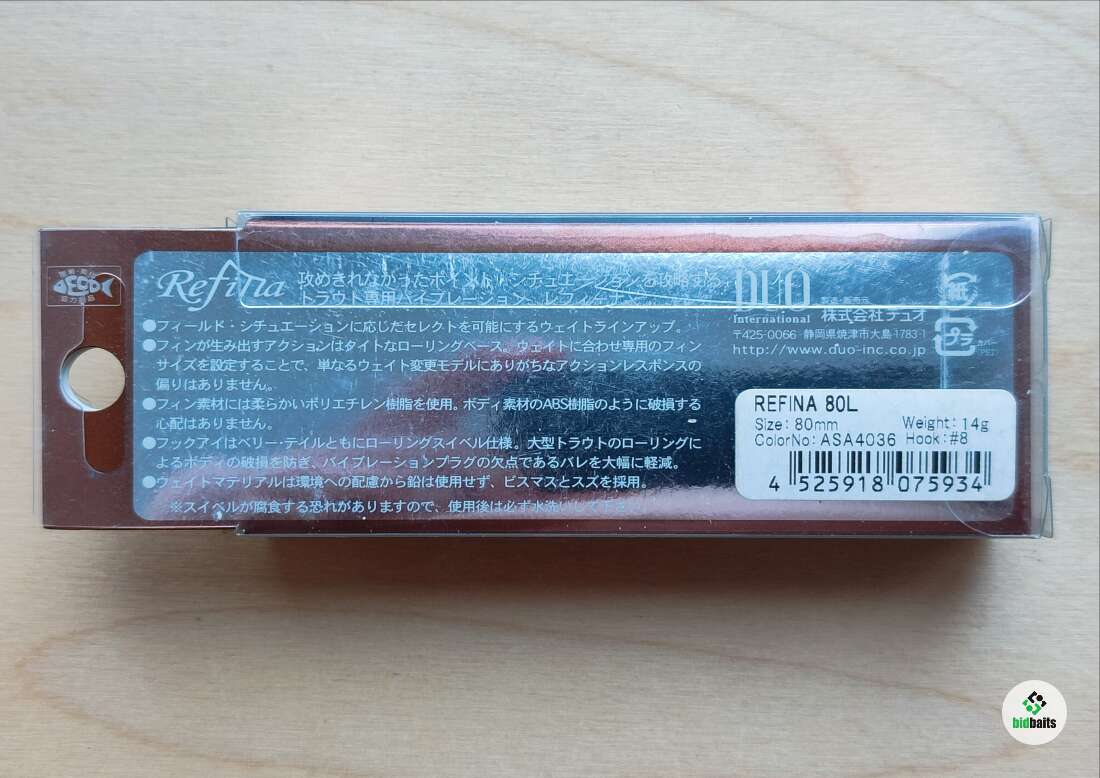 ECO
協力商品
Refina
攻めきれなかったポイント、シチュエーションを攻略する、
トラウト専用バイブレーション、レフィーナ
●フィールド・シチュエーションに応じたセレクトを可能にするウェイトラインアップ。
●フィンが生み出すアクションはタイトなローリングベース。ウェイトに合わせ専用のフィン
サイズを設定することで、単なるウェイト変更モデルにありがちなアクションレスポンスの
偏りはありません。
●フィン素材には柔らかいポリエチレン樹脂を使用。ボディ素材のABS樹脂のように破損する
心配はありません。
●フックアイはベリー・テイルともにローリングスイベル仕様。大型トラウトのローリングに
よるボディの破損を防ぎ、バイブレーションプラグの欠点であるバレを大幅に軽減。
●ウェイトマテリアルは環境への配慮から鉛は使用せず、ビスマスとスズを採用。
※スイベルが腐食する恐れがありますので、使用後は必ず水洗いして下さい
DUO
International
製造・販売元
株式会社デュオ
〒425-0066 静岡県焼津市大島1783-1
http://www.duo-inc.co.jp
紙
プラ
カバー
REFINA 80L
Size: 80mm Weight: 14g
ColorNo: ASA4036 Hook: #8
4 525918 075934
bidbaits